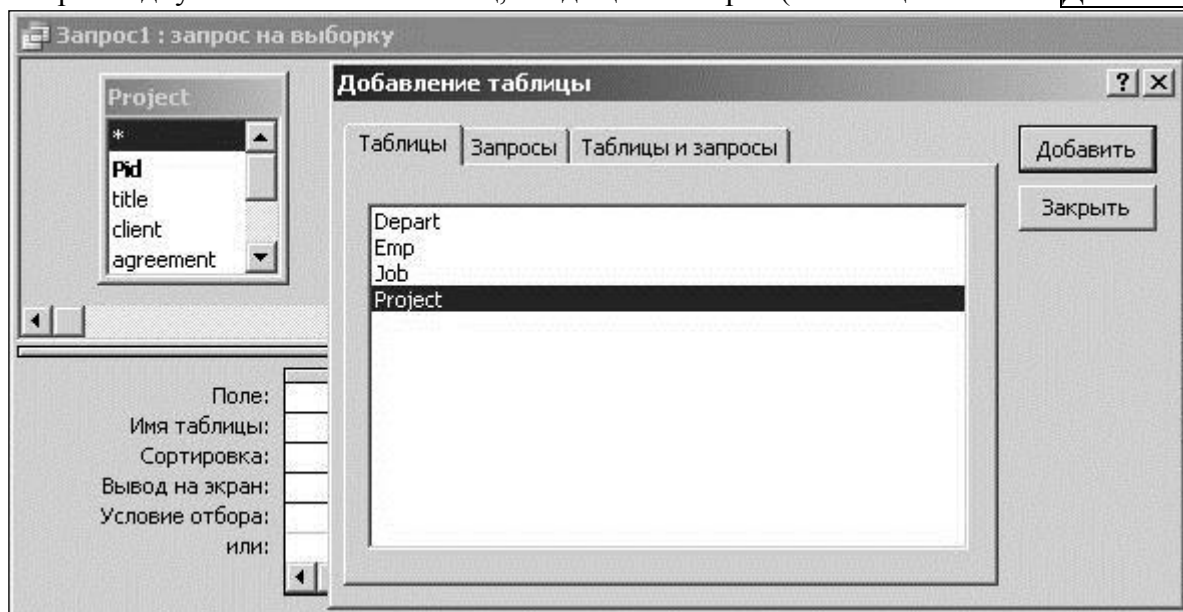 Запрос1 : запрос на выборку
Project
*
Pid
title
client
agreement
Добавление таблицы
Таблицы
Запросы
Таблицы и запросы
Добавить
Закрыть
Depart
Emp
Job
Project
Поле:
Имя таблицы:
Сортировка:
Вывод на экран:
Условие отбора:
или: